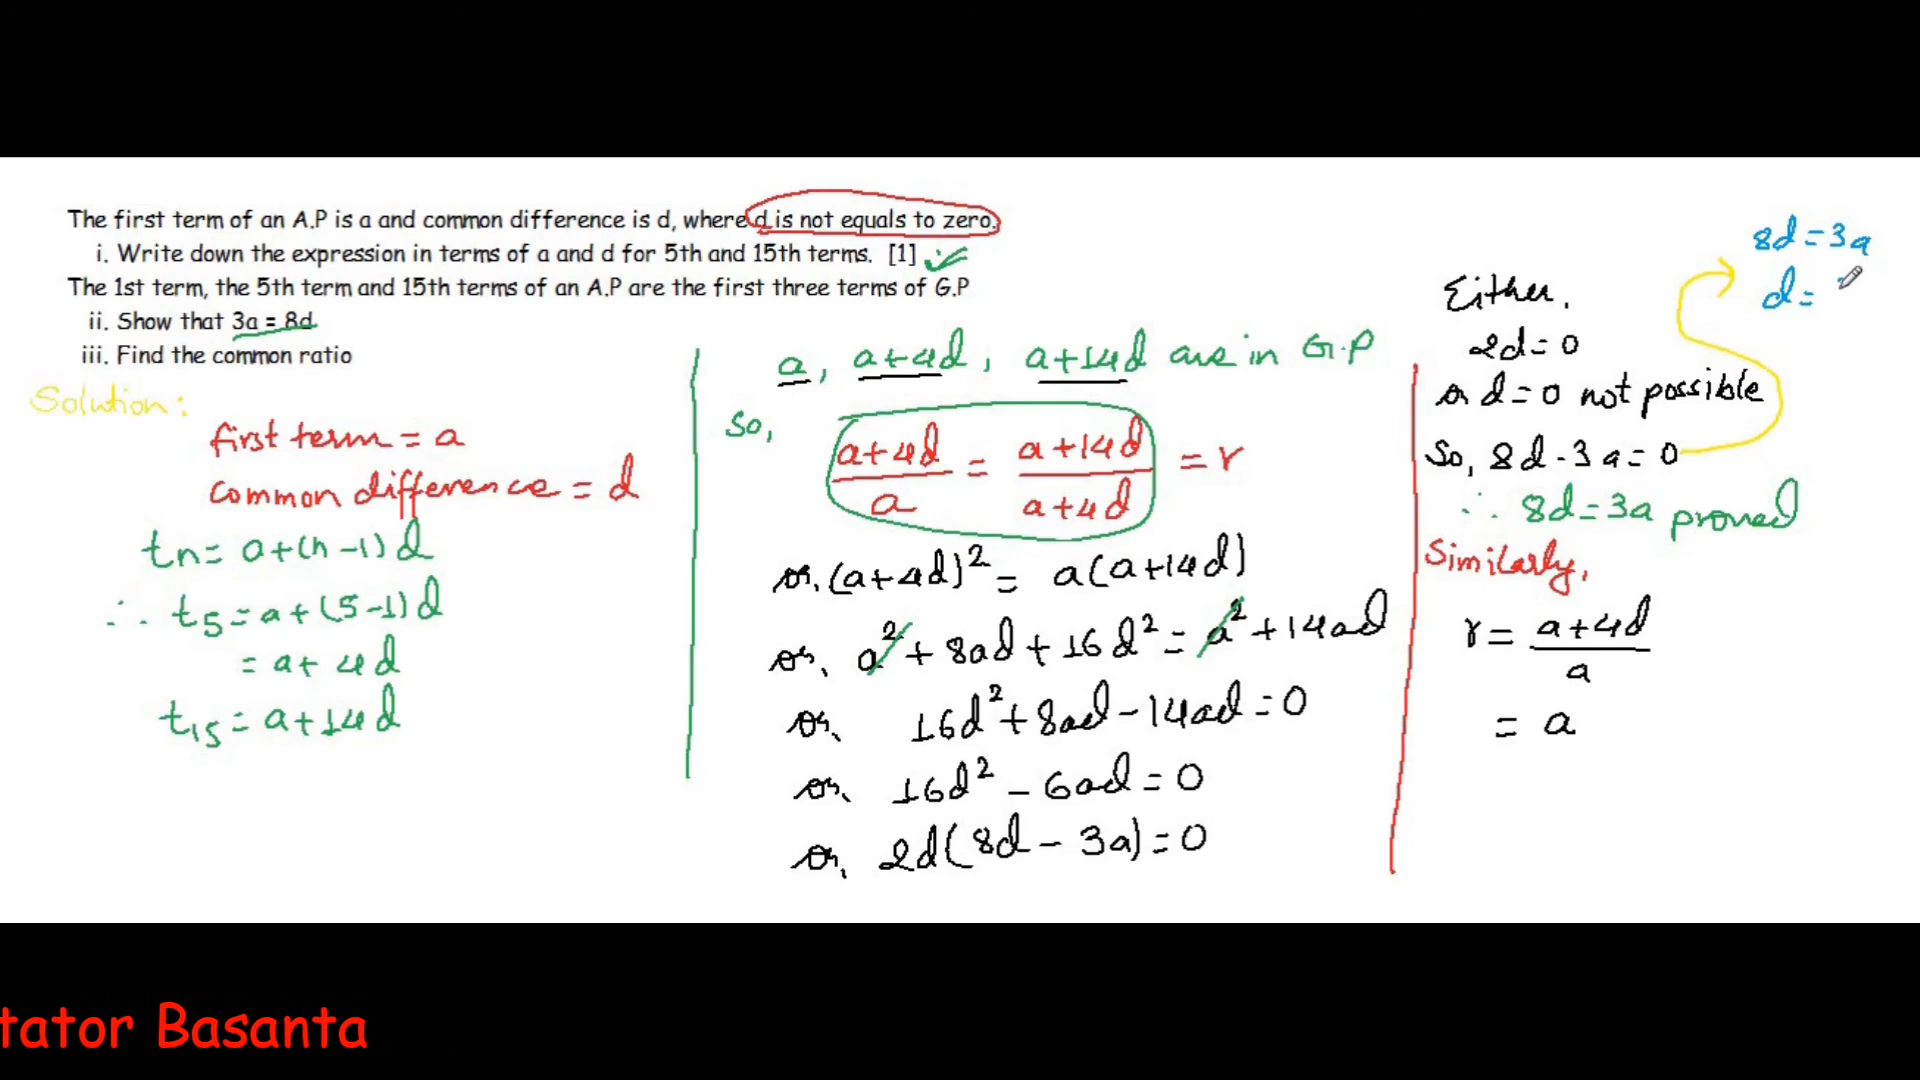 The first term of an A.P is a and common difference is d, where d is not equals to zero.
i. Write down the expression in terms of a and d for 5th and 15th terms. [1]
The 1st term, the 5th term and 15th terms of an A.P are the first three terms of G.P
ii. Show that 3a = 8d
iii. Find the common ratio
Solution:
first term = a
common difference = d
tn = a+(n-1)d
∴ t5 = a+(5-1)d
= a+4d
t15 = a+14d
a, a+4d, a+14d are in G.P
So, (a+4d)/a = (a+14d)/(a+4d) = r
or, (a+4d)² = a(a+14d)
or, a² + 8ad + 16d² = a² + 14ad
or, 16d² + 8ad - 14ad = 0
or, 16d² - 6ad = 0
or, 2d(8d - 3a) = 0
Either,
2d = 0
or d = 0 not possible
So, 8d - 3a = 0
∴ 8d = 3a proved
Similarly,
r = (a+4d)/a
= a
8d = 3a
d =
tator Basanta